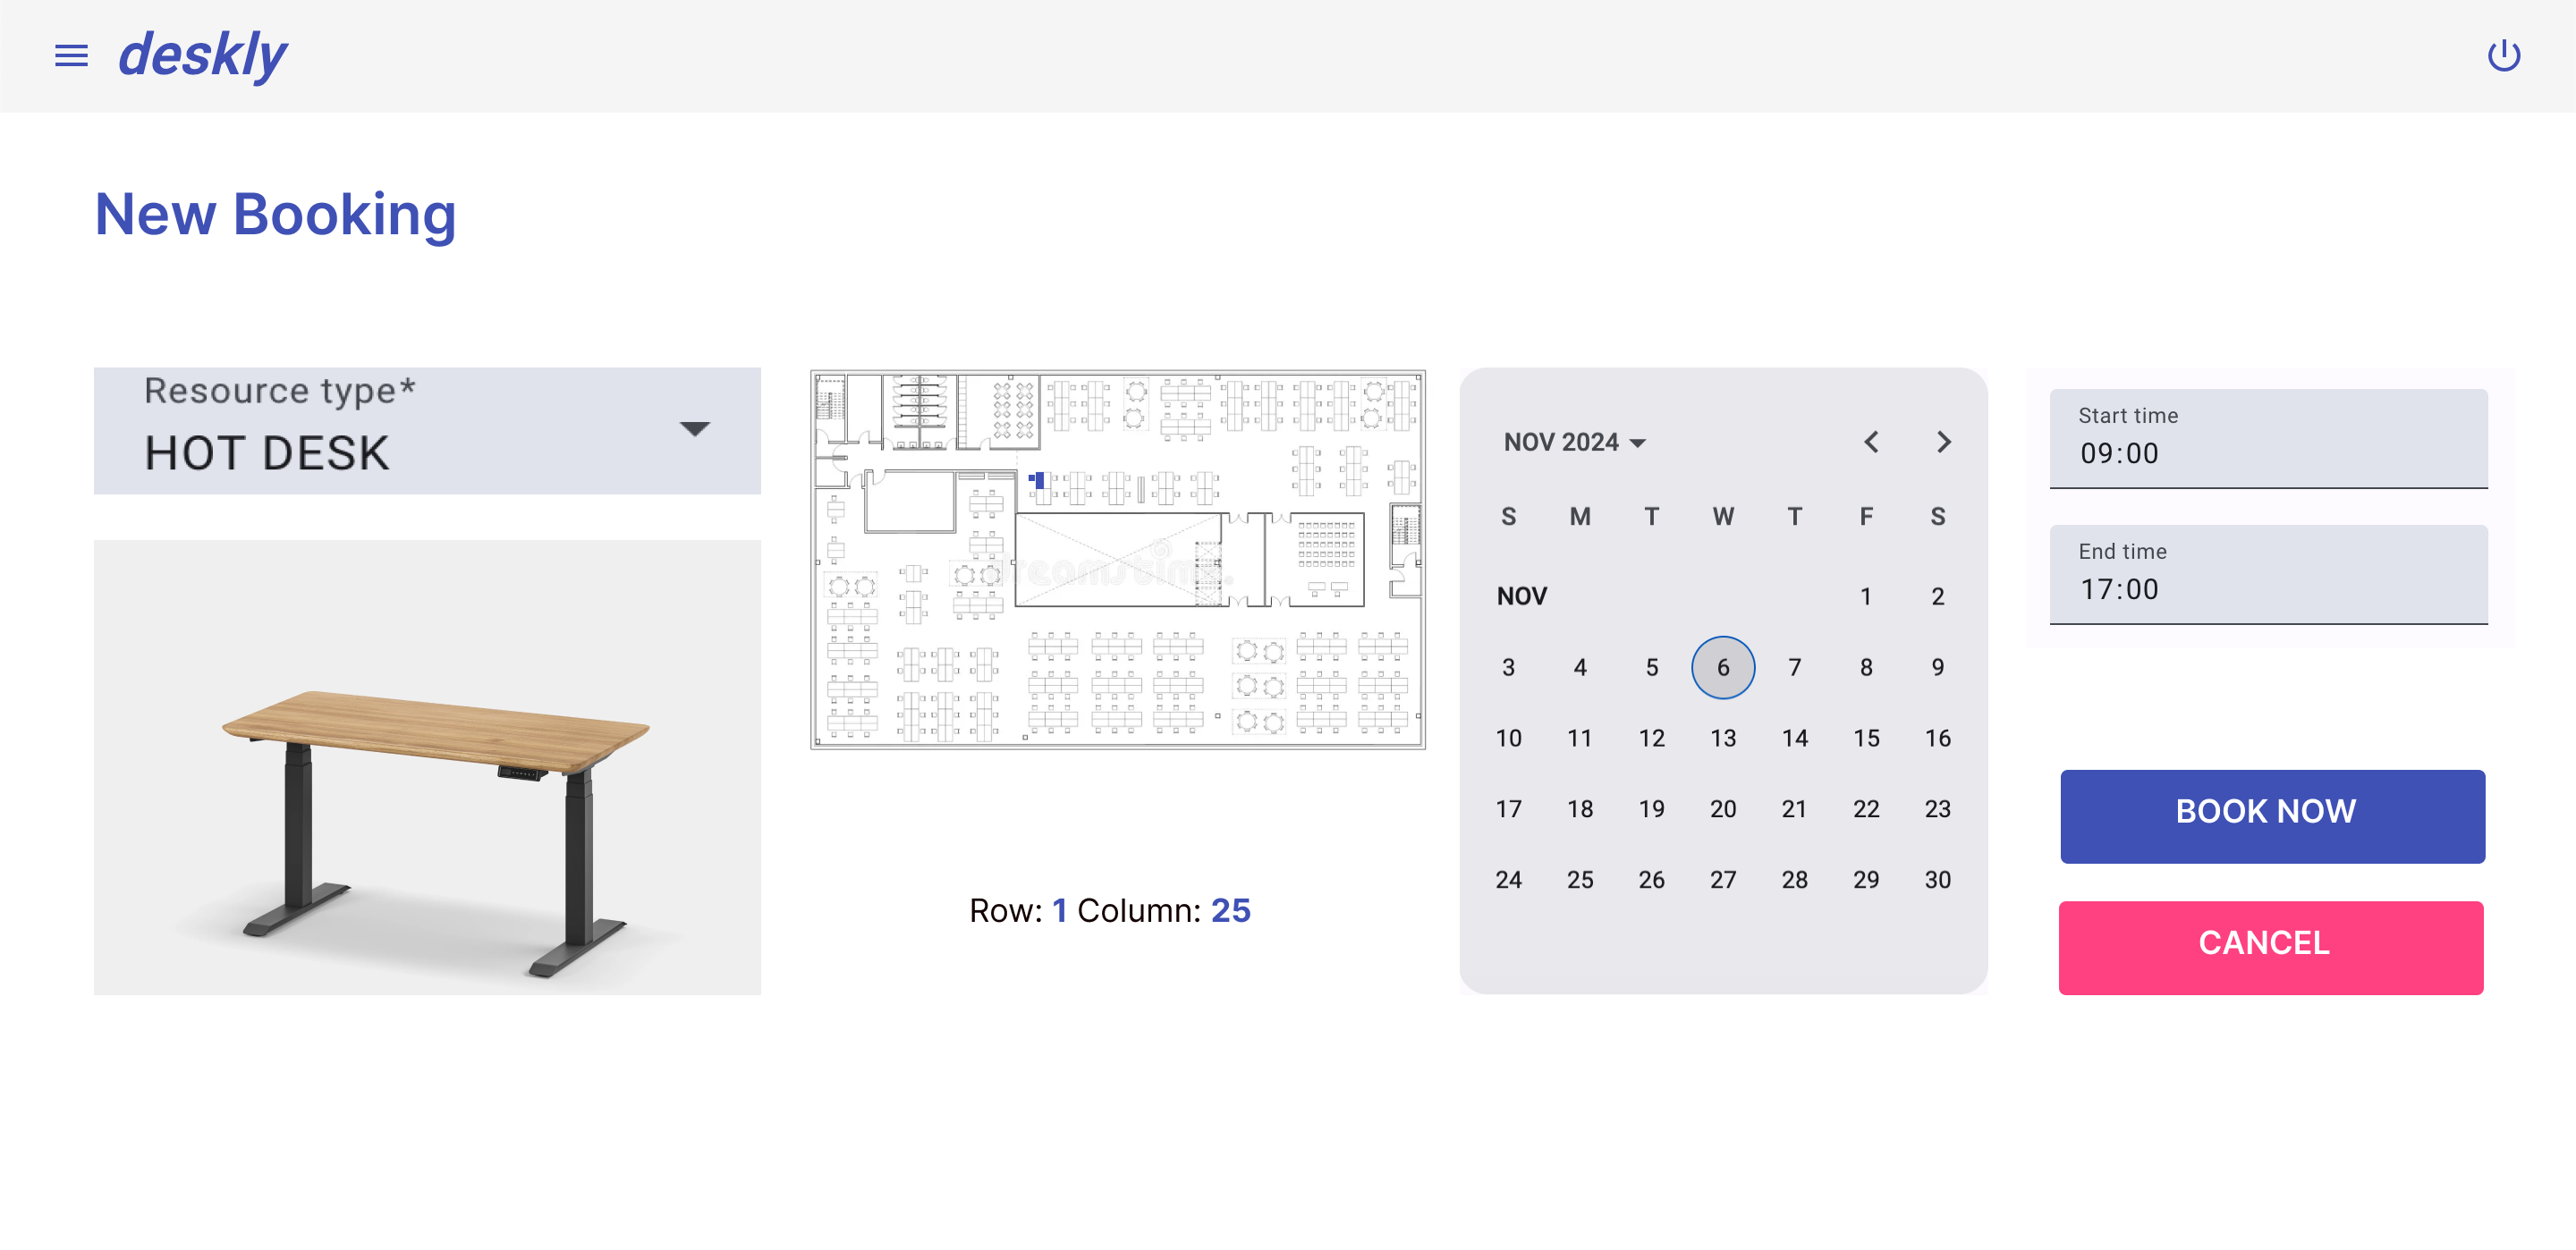 deskly
New Booking
Resource type*
HOT DESK
dreamstime.
Row: 1 Column: 25
NOV 2024
S M T W T F S
NOV 1 2
3 4 5 6 7 8 9
10 11 12 13 14 15 16
17 18 19 20 21 22 23
24 25 26 27 28 29 30
Start time
09:00
End time
17:00
BOOK NOW
CANCEL